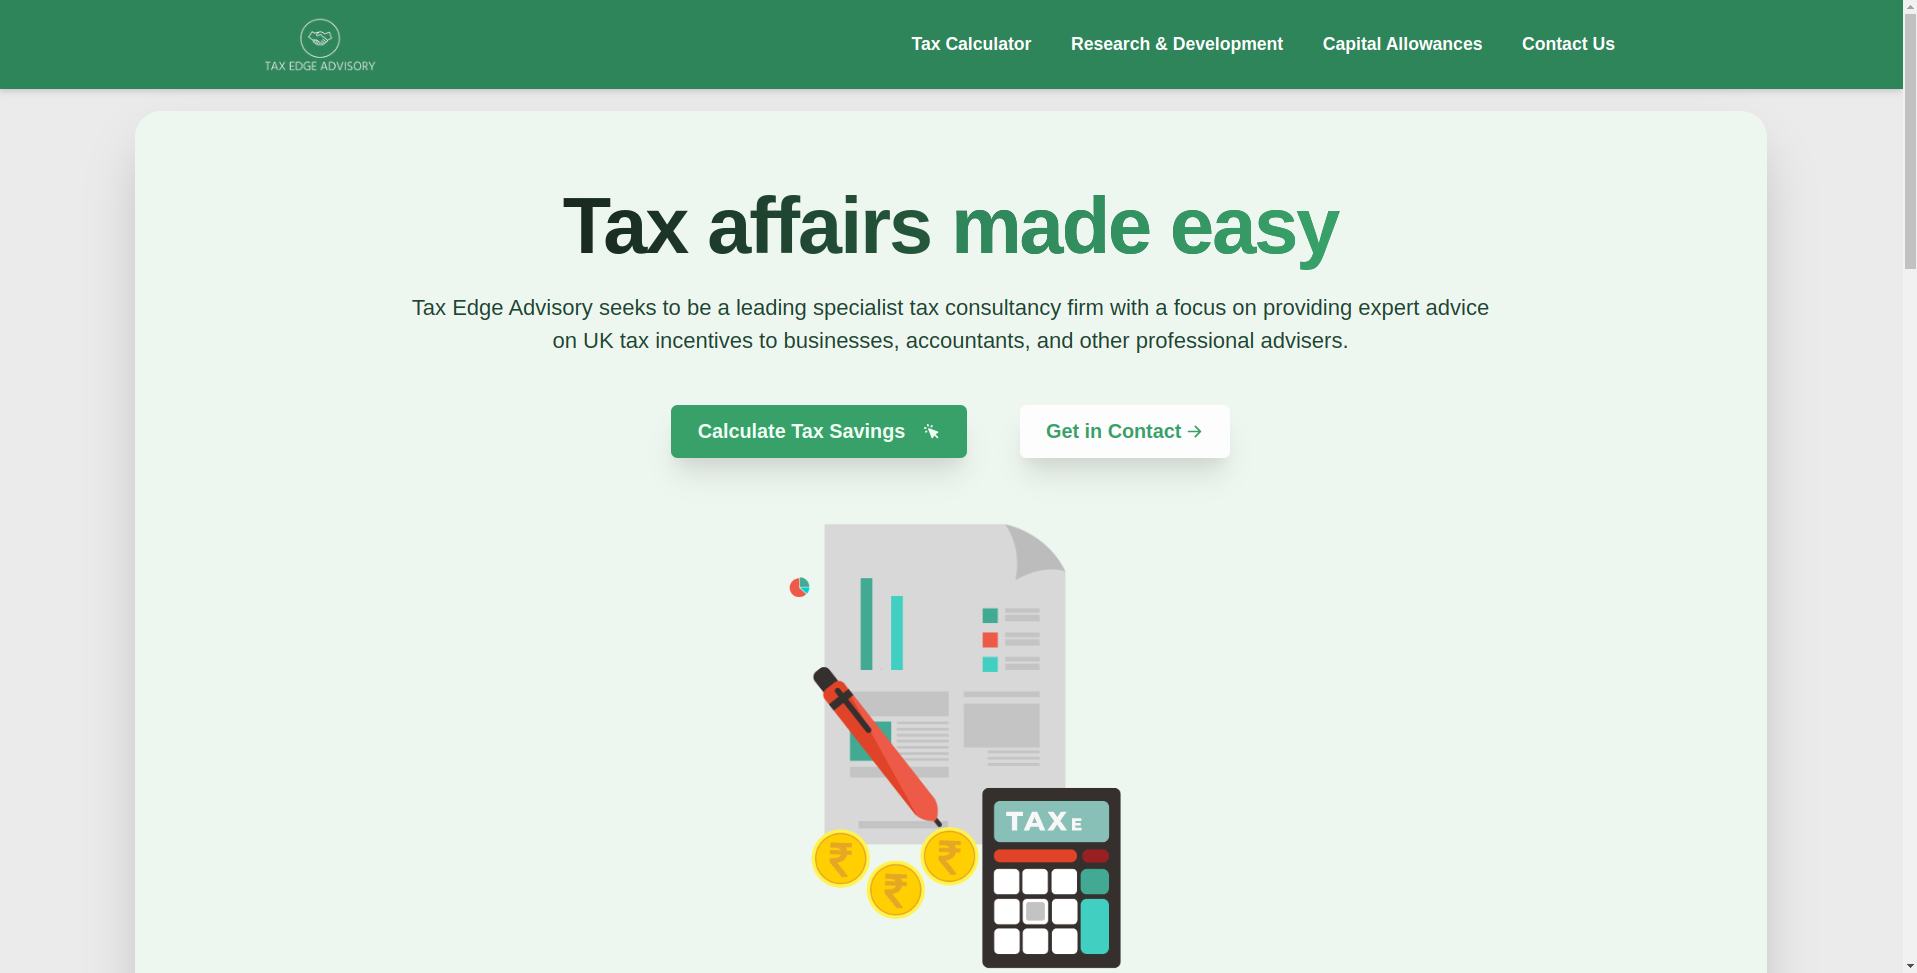 TAX EDGE ADVISORY
Tax Calculator
Research & Development
Capital Allowances
Contact Us
Tax affairs made easy
Tax Edge Advisory seeks to be a leading specialist tax consultancy firm with a focus on providing expert advice
on UK tax incentives to businesses, accountants, and other professional advisers.
Calculate Tax Savings
Get in Contact →
TAXE
₹
₹
₹